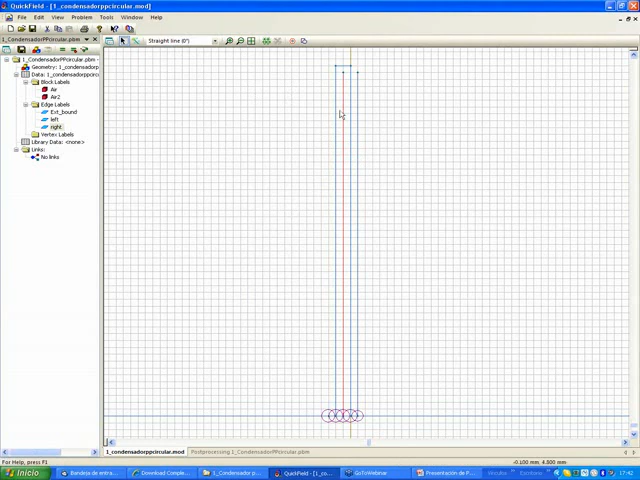 QuickField - [1_condensadorppcircular.mod]
File Edit View Problem Tools Window Help
1_CondensadorPPcircular.pbm
Straight line (0°)
1_CondensadorPPcircular.pbm
Geometry: 1_condensadorp
Data: 1_condensadorppcirc
Block Labels
Air
Air2
Edge Labels
Ext_bound
left
right
Vertex Labels
Library Data: <none>
Links:
No links
1_condensadorppcircular.mod Postprocessing 1_CondensadorPPcircular.pbm
For Help, press F1
-0.100 mm; 4.500 mm
Inicio Bandeja de entra... Download Comple... 1_Condensador p... QuickField - [1_co... GoToWebinar Presentación de P... Vínculos Escritorio 17:42